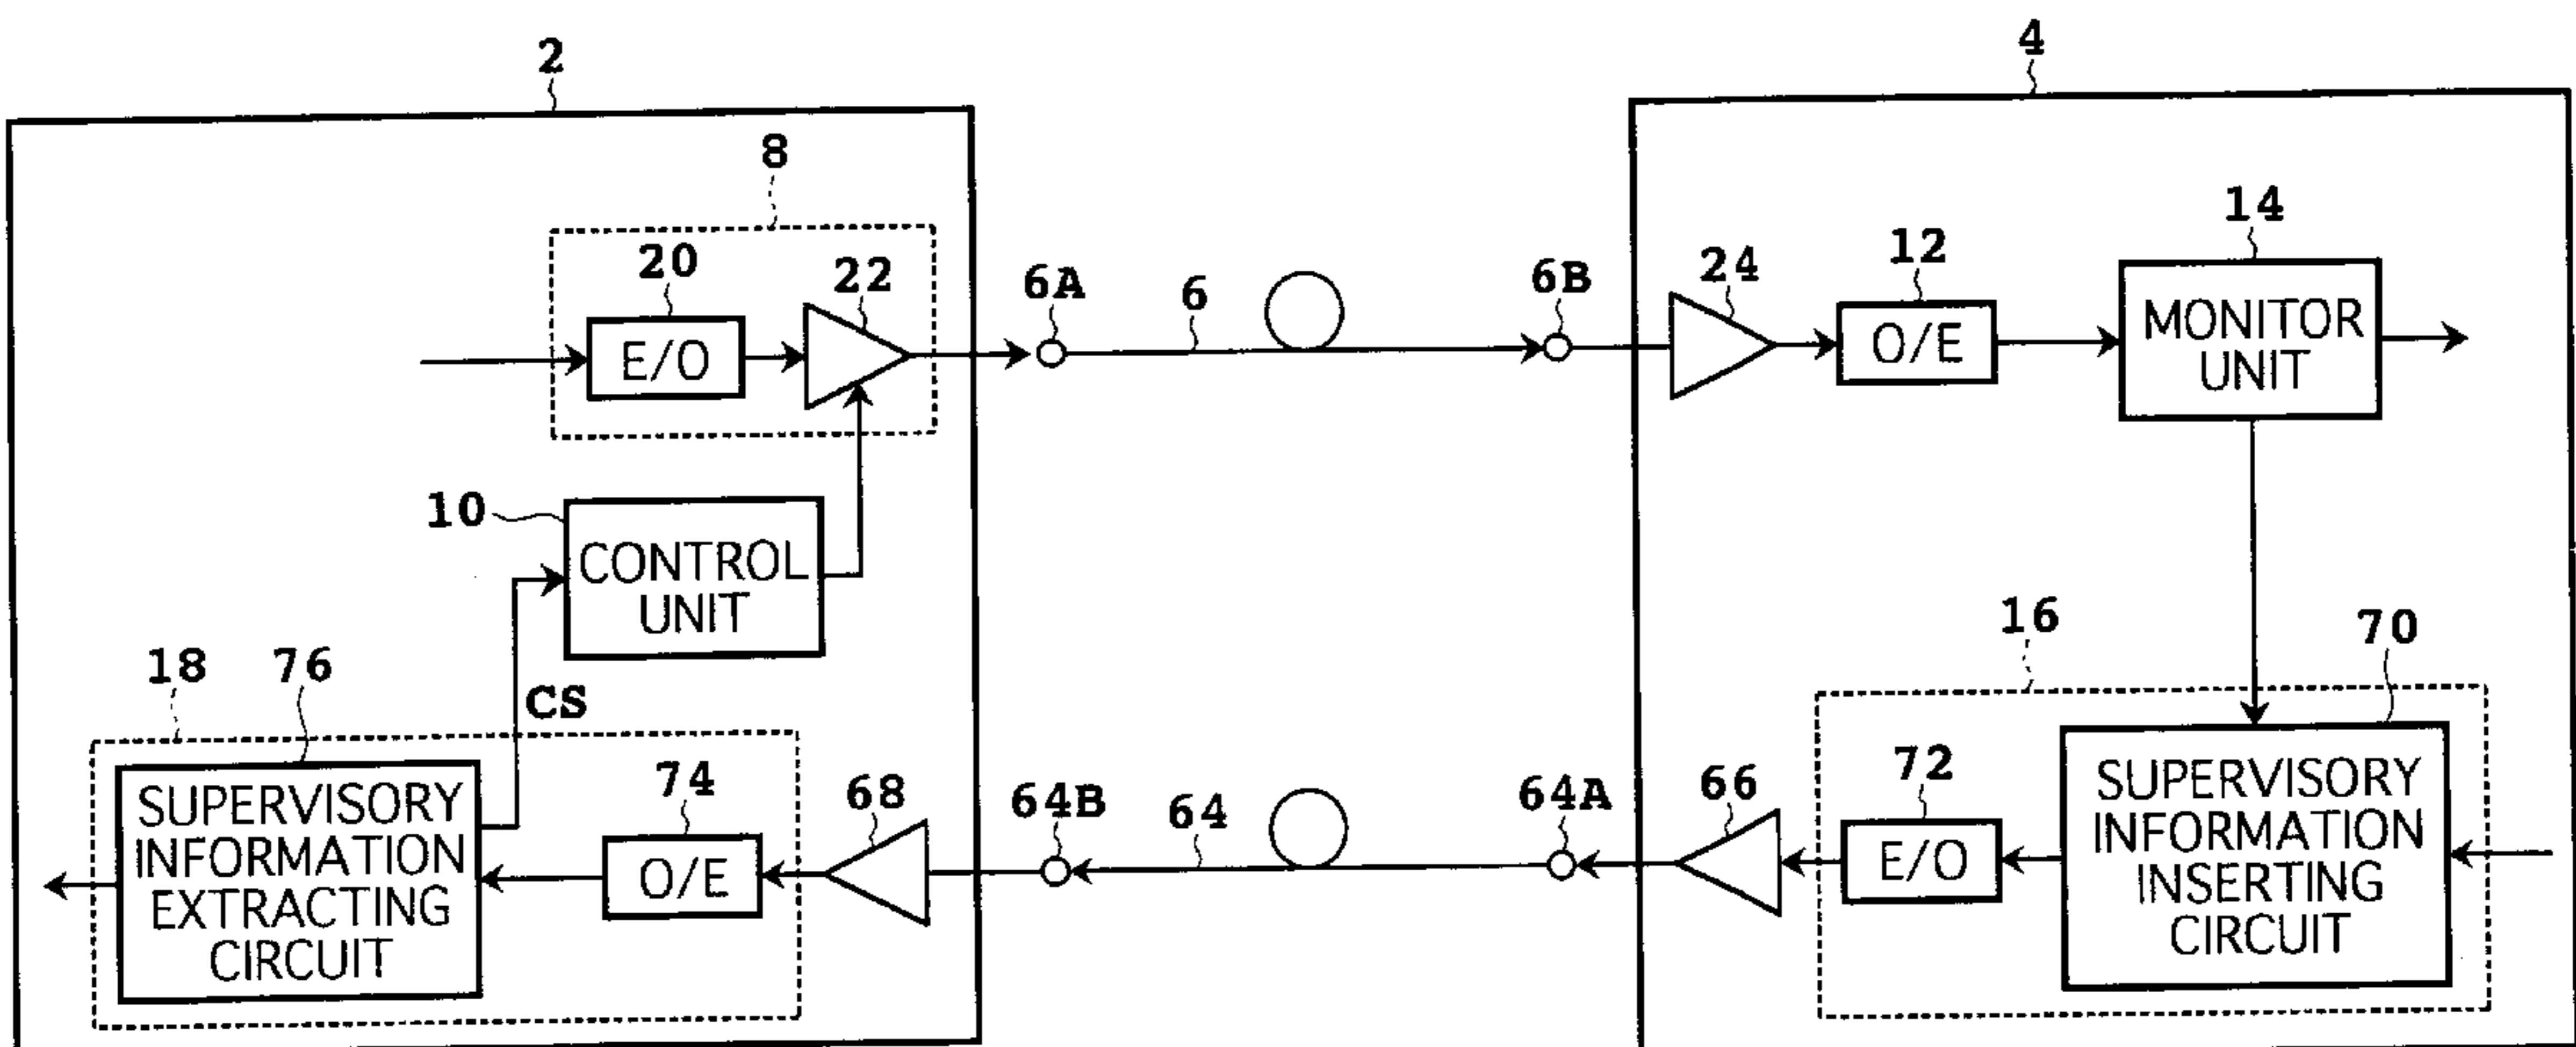 2
4
8
20
22
E/O
6A
6
6B
24
12
O/E
14
MONITOR
UNIT
10
CONTROL
UNIT
CS
18
76
SUPERVISORY
INFORMATION
EXTRACTING
CIRCUIT
74
O/E
68
64B
64
64A
66
16
72
E/O
70
SUPERVISORY
INFORMATION
INSERTING
CIRCUIT